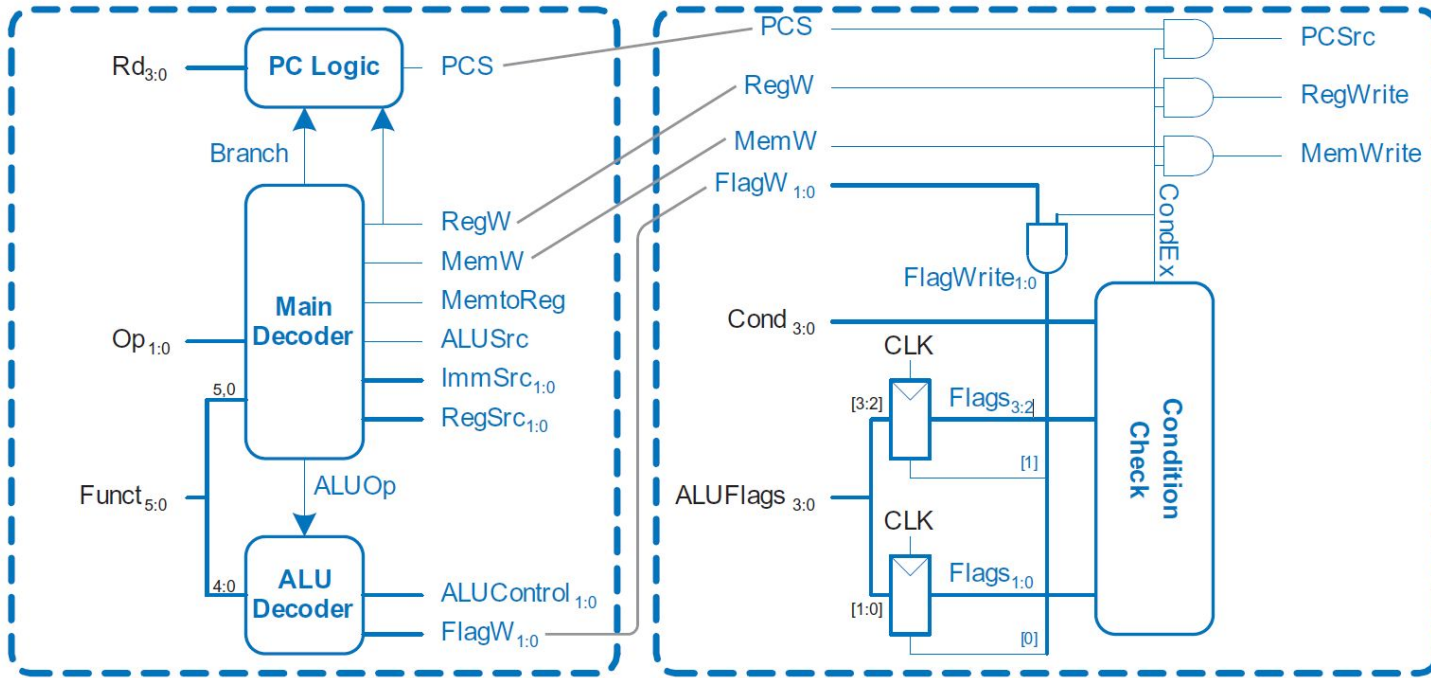 Rd3:0
PC Logic
PCS
Branch
RegW
MemW
MemtoReg
ALUSrc
ImmSrc1:0
RegSrc1:0
Main
Decoder
Op1:0
5,0
Funct5:0
ALUOp
4:0
ALU
Decoder
ALUControl1:0
FlagW1:0
PCS
PCSrc
RegW
RegWrite
MemW
MemWrite
FlagW1:0
CondEx
FlagWrite1:0
Cond3:0
CLK
[3:2]
Flags3:2
[1]
ALUFlags3:0
CLK
[1:0]
Flags1:0
[0]
Condition
Check